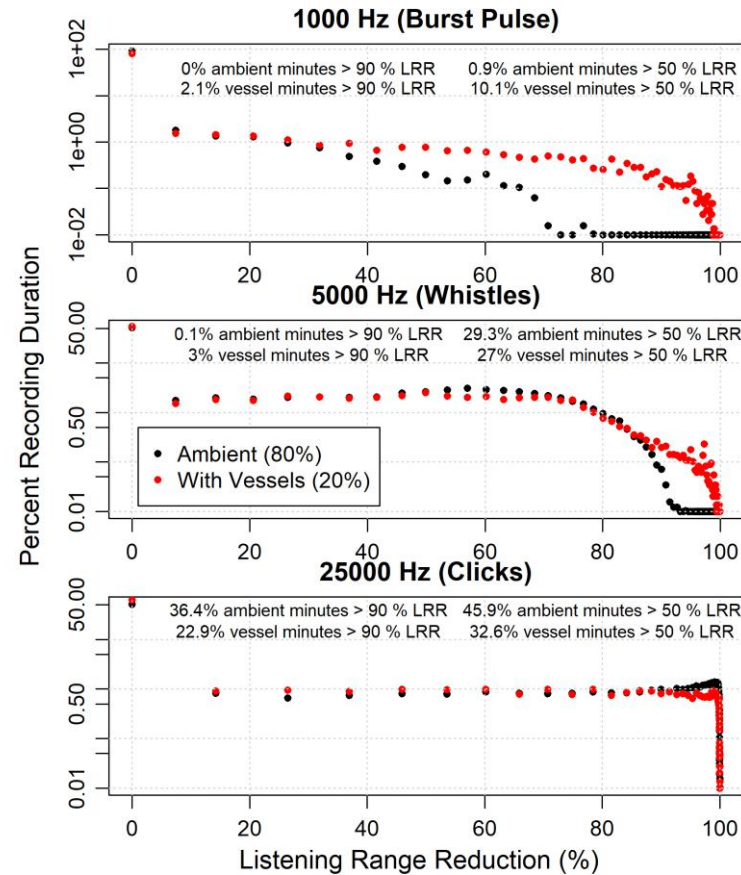 1000 Hz (Burst Pulse)
0% ambient minutes > 90 % LRR
0.9% ambient minutes > 50 % LRR
2.1% vessel minutes > 90 % LRR
10.1% vessel minutes > 50 % LRR
1e+02
1e+00
1e-02
0 20 40 60 80 100
5000 Hz (Whistles)
0.1% ambient minutes > 90 % LRR
29.3% ambient minutes > 50 % LRR
3% vessel minutes > 90 % LRR
27% vessel minutes > 50 % LRR
50.00
0.50
0.01
Ambient (80%)
With Vessels (20%)
0 20 40 60 80 100
25000 Hz (Clicks)
36.4% ambient minutes > 90 % LRR
45.9% ambient minutes > 50 % LRR
22.9% vessel minutes > 90 % LRR
32.6% vessel minutes > 50 % LRR
50.00
0.50
0.01
0 20 40 60 80 100
Percent Recording Duration
Listening Range Reduction (%)